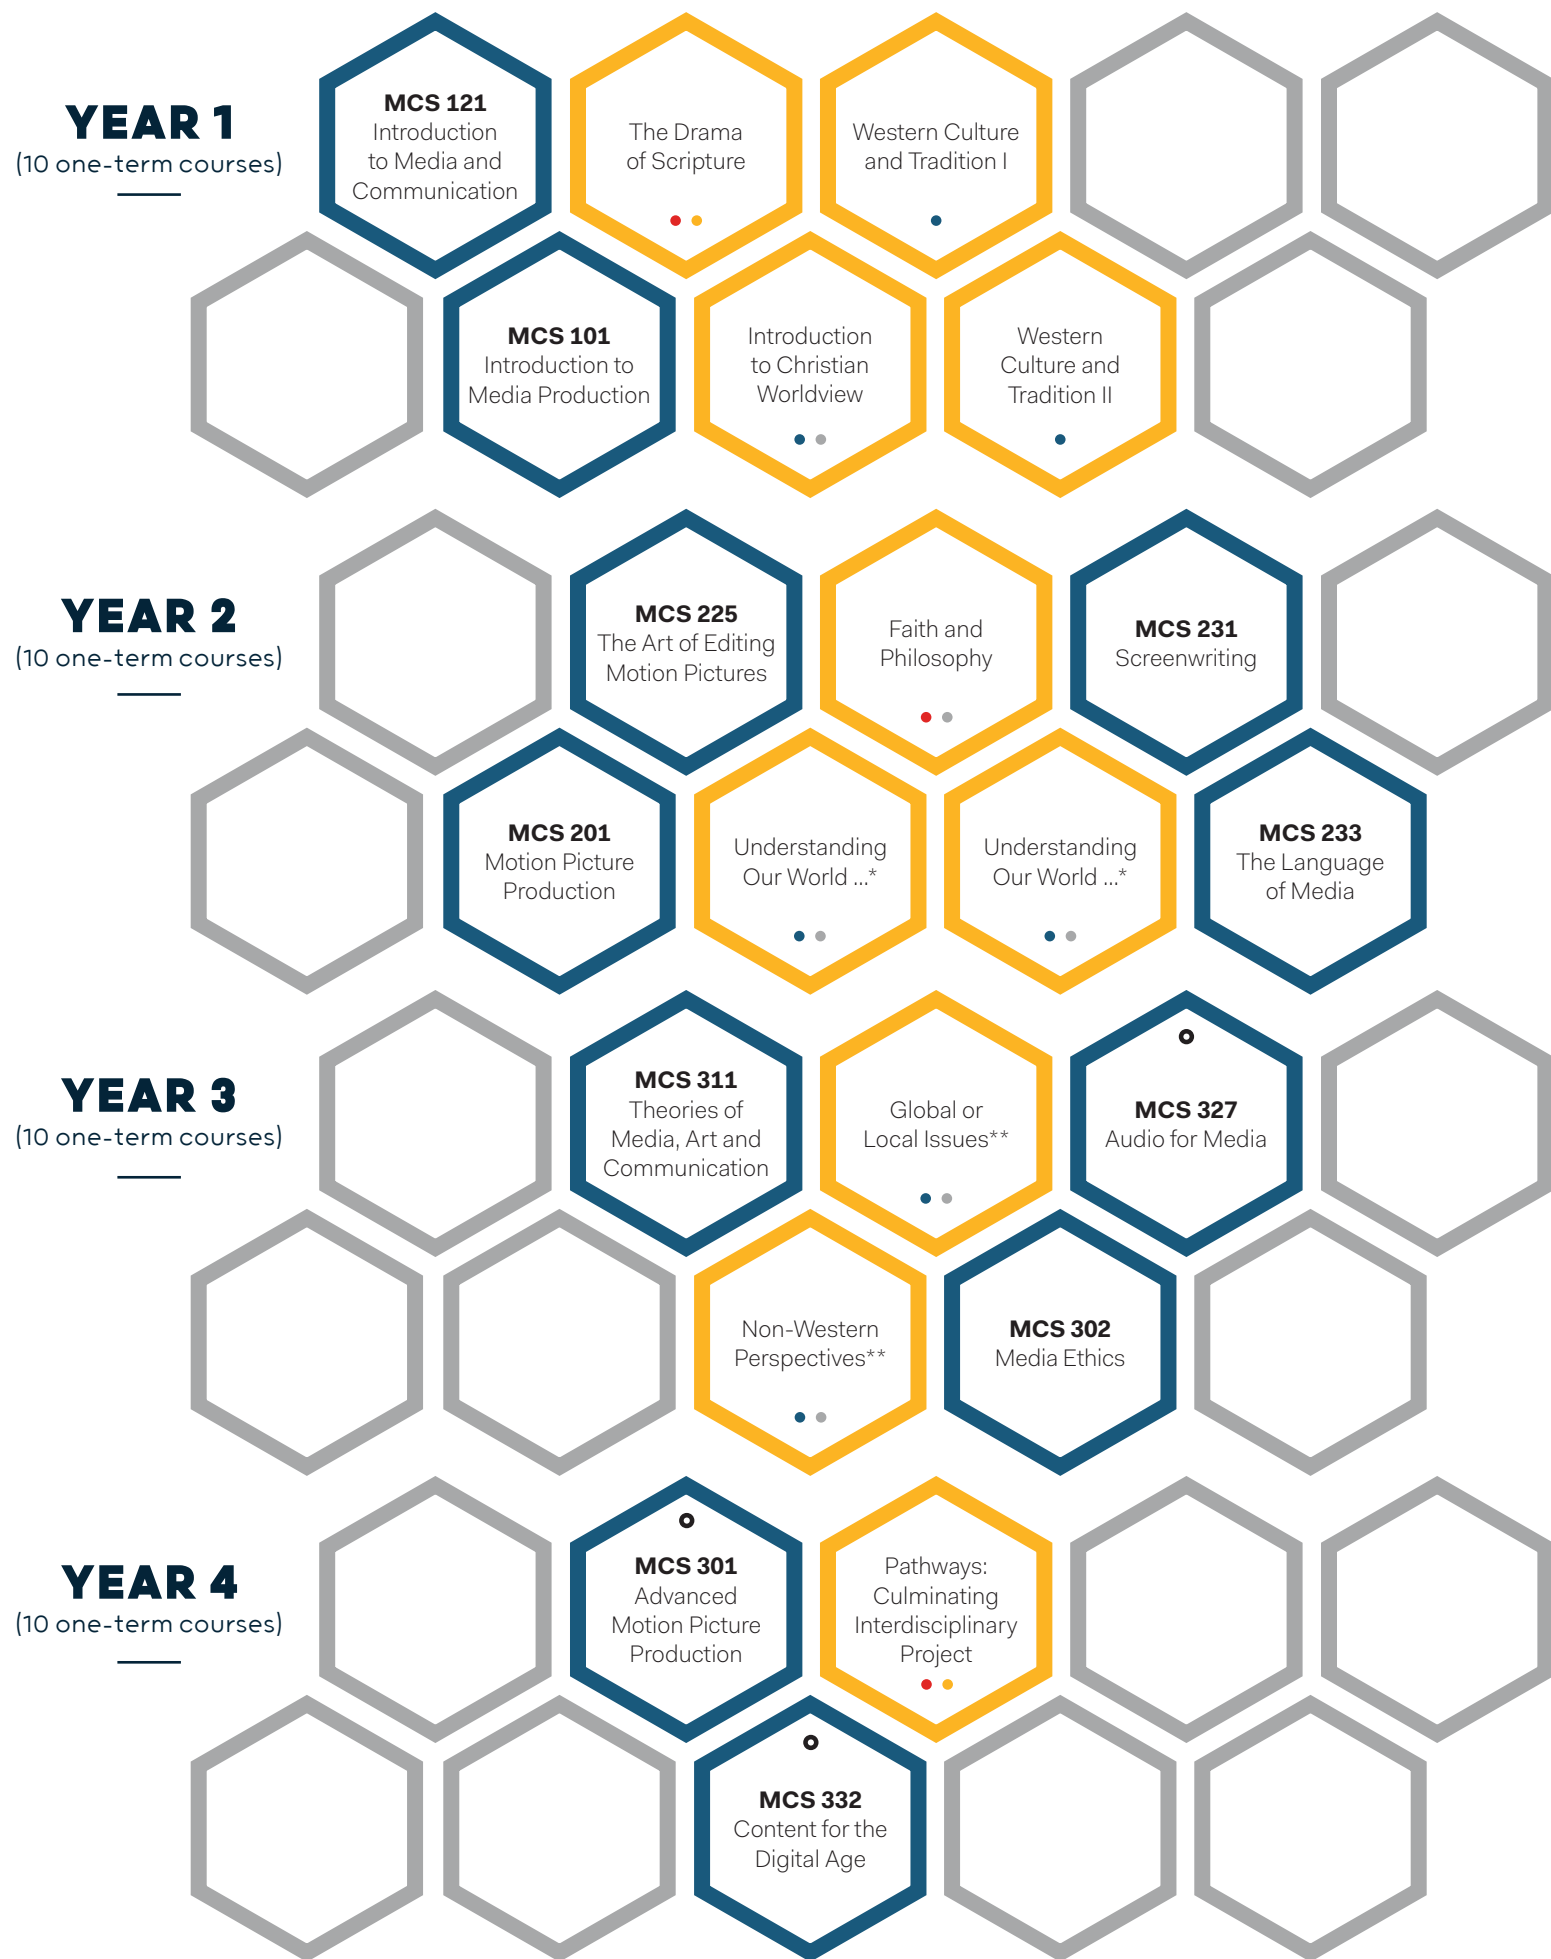 YEAR 1
(10 one-term courses)
MCS 121
Introduction
to Media and
Communication
The Drama
of Scripture
Western Culture
and Tradition I
MCS 101
Introduction to
Media Production
Introduction
to Christian
Worldview
Western
Culture and
Tradition II
YEAR 2
(10 one-term courses)
MCS 225
The Art of Editing
Motion Pictures
Faith and
Philosophy
MCS 231
Screenwriting
MCS 201
Motion Picture
Production
Understanding
Our World ...*
Understanding
Our World ...*
MCS 233
The Language
of Media
YEAR 3
(10 one-term courses)
MCS 311
Theories of
Media, Art and
Communication
Global or
Local Issues**
MCS 327
Audio for Media
Non-Western
Perspectives**
MCS 302
Media Ethics
YEAR 4
(10 one-term courses)
MCS 301
Advanced
Motion Picture
Production
Pathways:
Culminating
Interdisciplinary
Project
MCS 332
Content for the
Digital Age